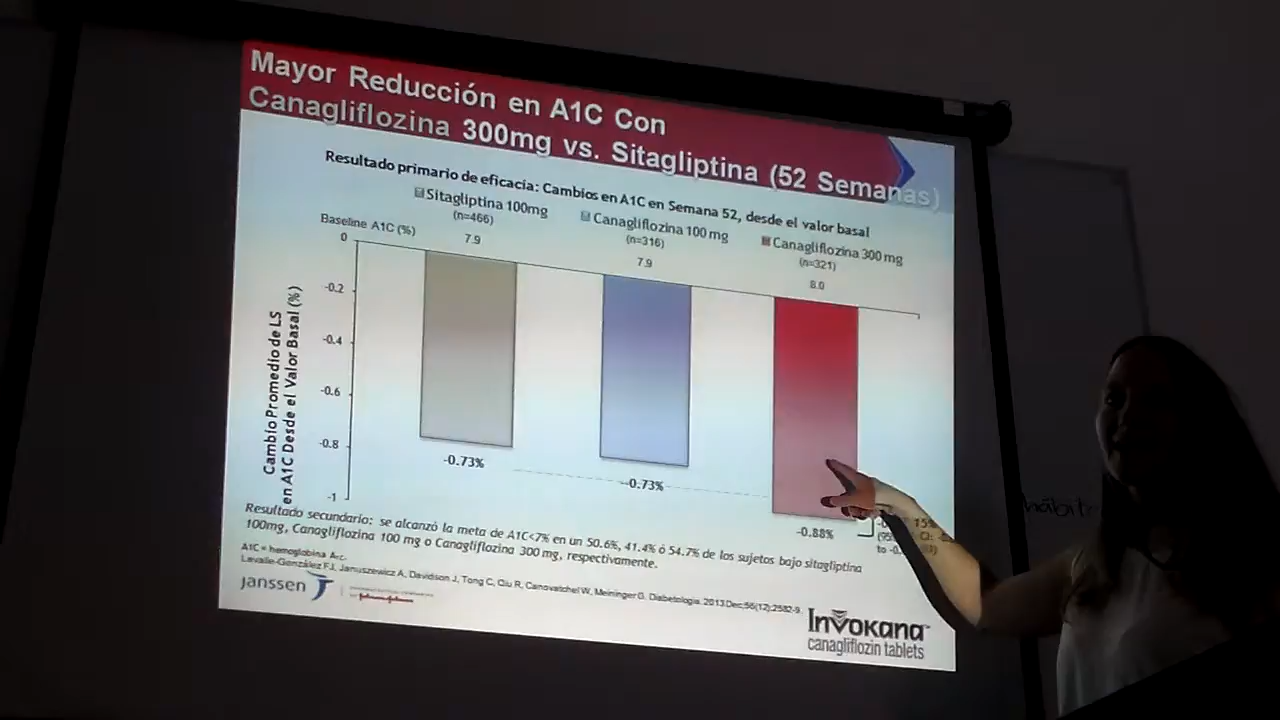 Mayor Reducción en A1C Con
Canagliflozina 300mg vs. Sitagliptina (52 Semanas)
Resultado primario de eficacia: Cambios en A1C en Semana 52, desde el valor basal
Sitagliptina 100mg
(n=466)
Canagliflozina 100 mg
(n=316)
Canagliflozina 300 mg
(n=321)
Baseline A1C (%)
7.9
7.9
8.0
0
-0.2
-0.4
-0.6
-0.8
-1
Cambio Promedio de LS
en A1C Desde el Valor Basal (%)
-0.73%
-0.73%
-0.88%
15%
CI:
to
Resultado secundario: se alcanzó la meta de A1C<7% en un 50.6%, 41.4% ó 54.7% de los sujetos bajo sitagliptina
100mg, Canagliflozina 100 mg o Canagliflozina 300 mg, respectivamente.
A1C = hemoglobina A1C.
Lavalle-González FJ, Januszewicz A, Davidson J, Tong C, Qiu R, Canovatchel W, Meininger G. Diabetologia. 2013 Dec;56(12):2582-9.
janssen
Invokana™
canagliflozin tablets